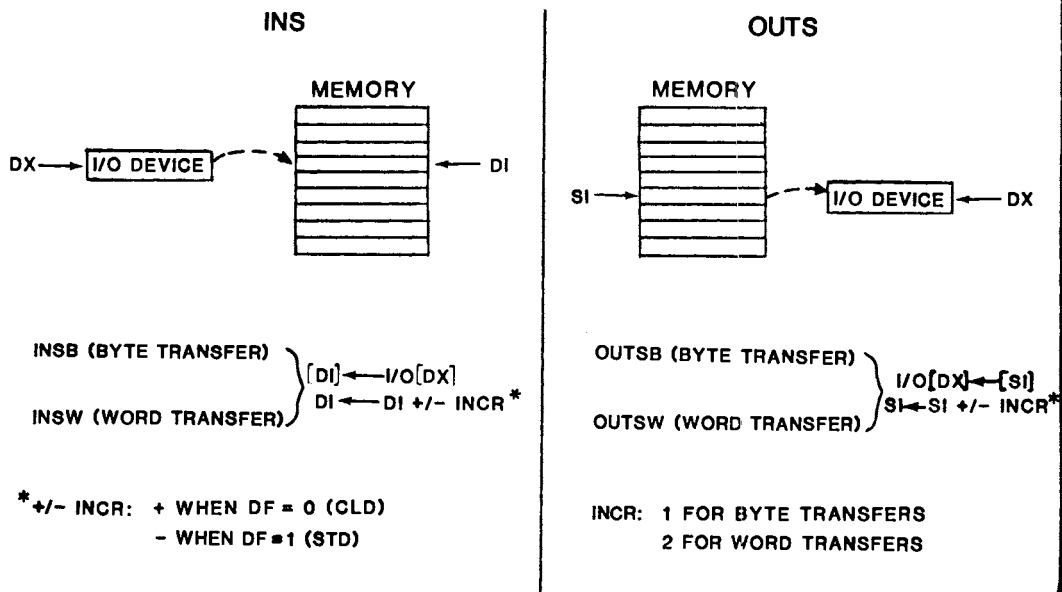 INS
MEMORY
DX
I/O DEVICE
DI
INSB (BYTE TRANSFER)
INSW (WORD TRANSFER)
[DI] ← I/O[DX]
DI ← DI +/- INCR*
*+/- INCR: + WHEN DF = 0 (CLD)
- WHEN DF = 1 (STD)
OUTS
MEMORY
SI
I/O DEVICE
DX
OUTSB (BYTE TRANSFER)
OUTSW (WORD TRANSFER)
I/O[DX] ← [SI]
SI ← SI +/- INCR*
INCR: 1 FOR BYTE TRANSFERS
2 FOR WORD TRANSFERS